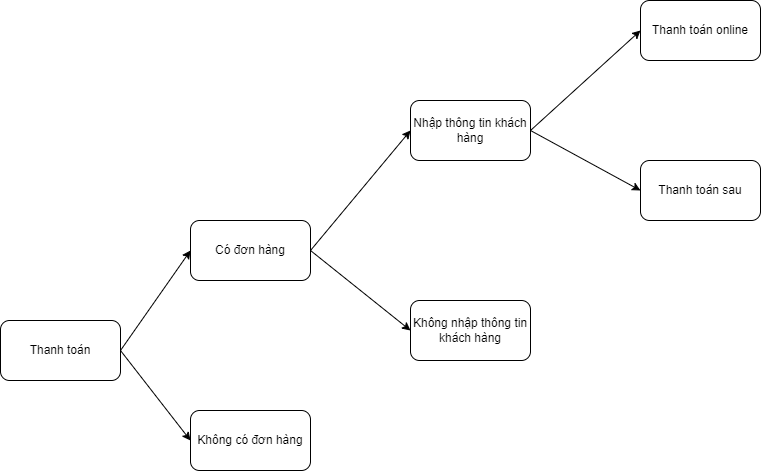 Thanh toán online
Nhập thông tin khách
hàng
Thanh toán sau
Có đơn hàng
Không nhập thông tin
khách hàng
Thanh toán
Không có đơn hàng